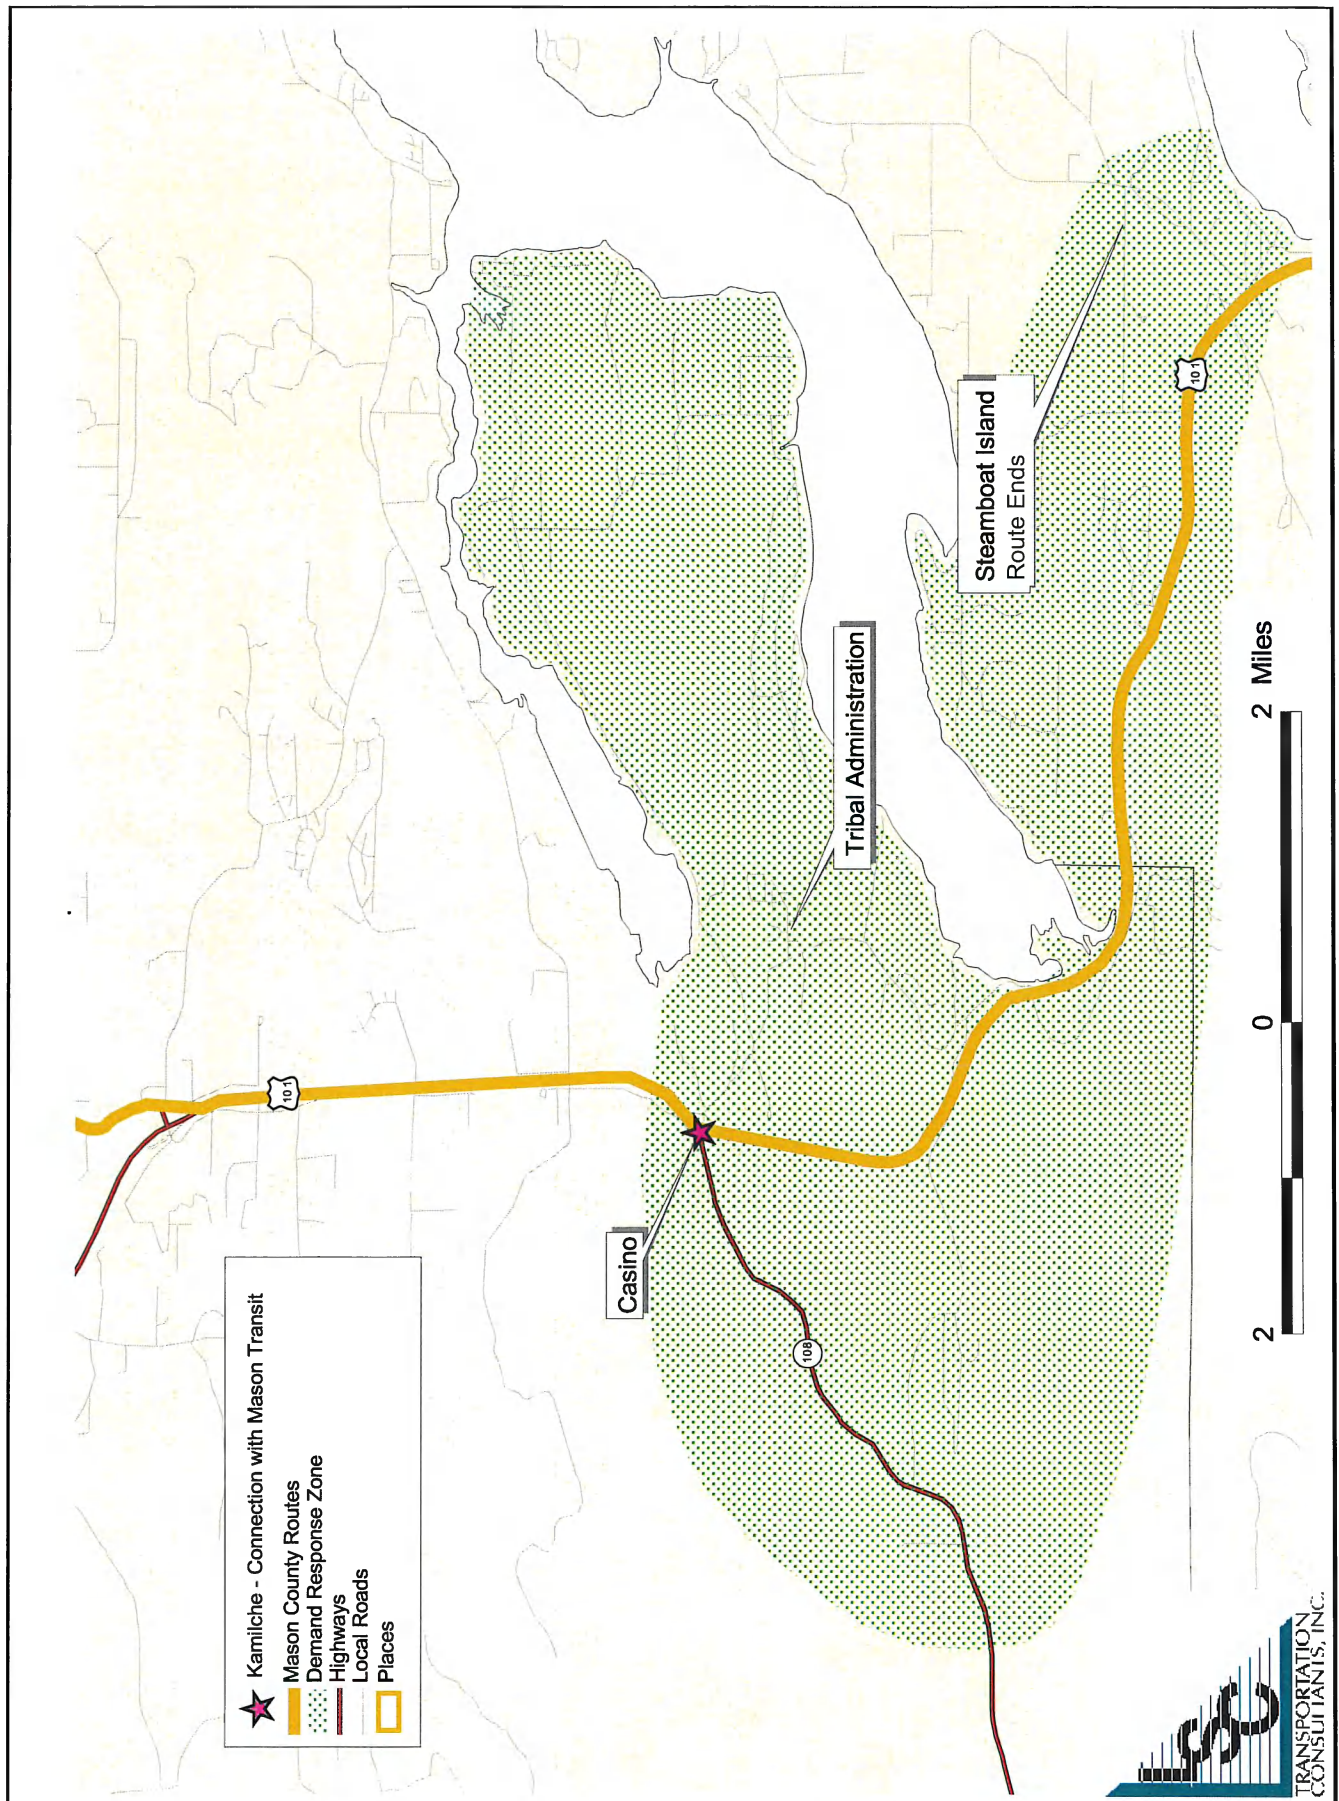 Kamilche - Connection with Mason Transit
Mason County Routes
Demand Response Zone
Highways
Local Roads
Places
101
Casino
108
Tribal Administration
Steamboat Island
Route Ends
101
2
0
2
Miles
LSC
TRANSPORTATION
CONSULTANTS, INC.